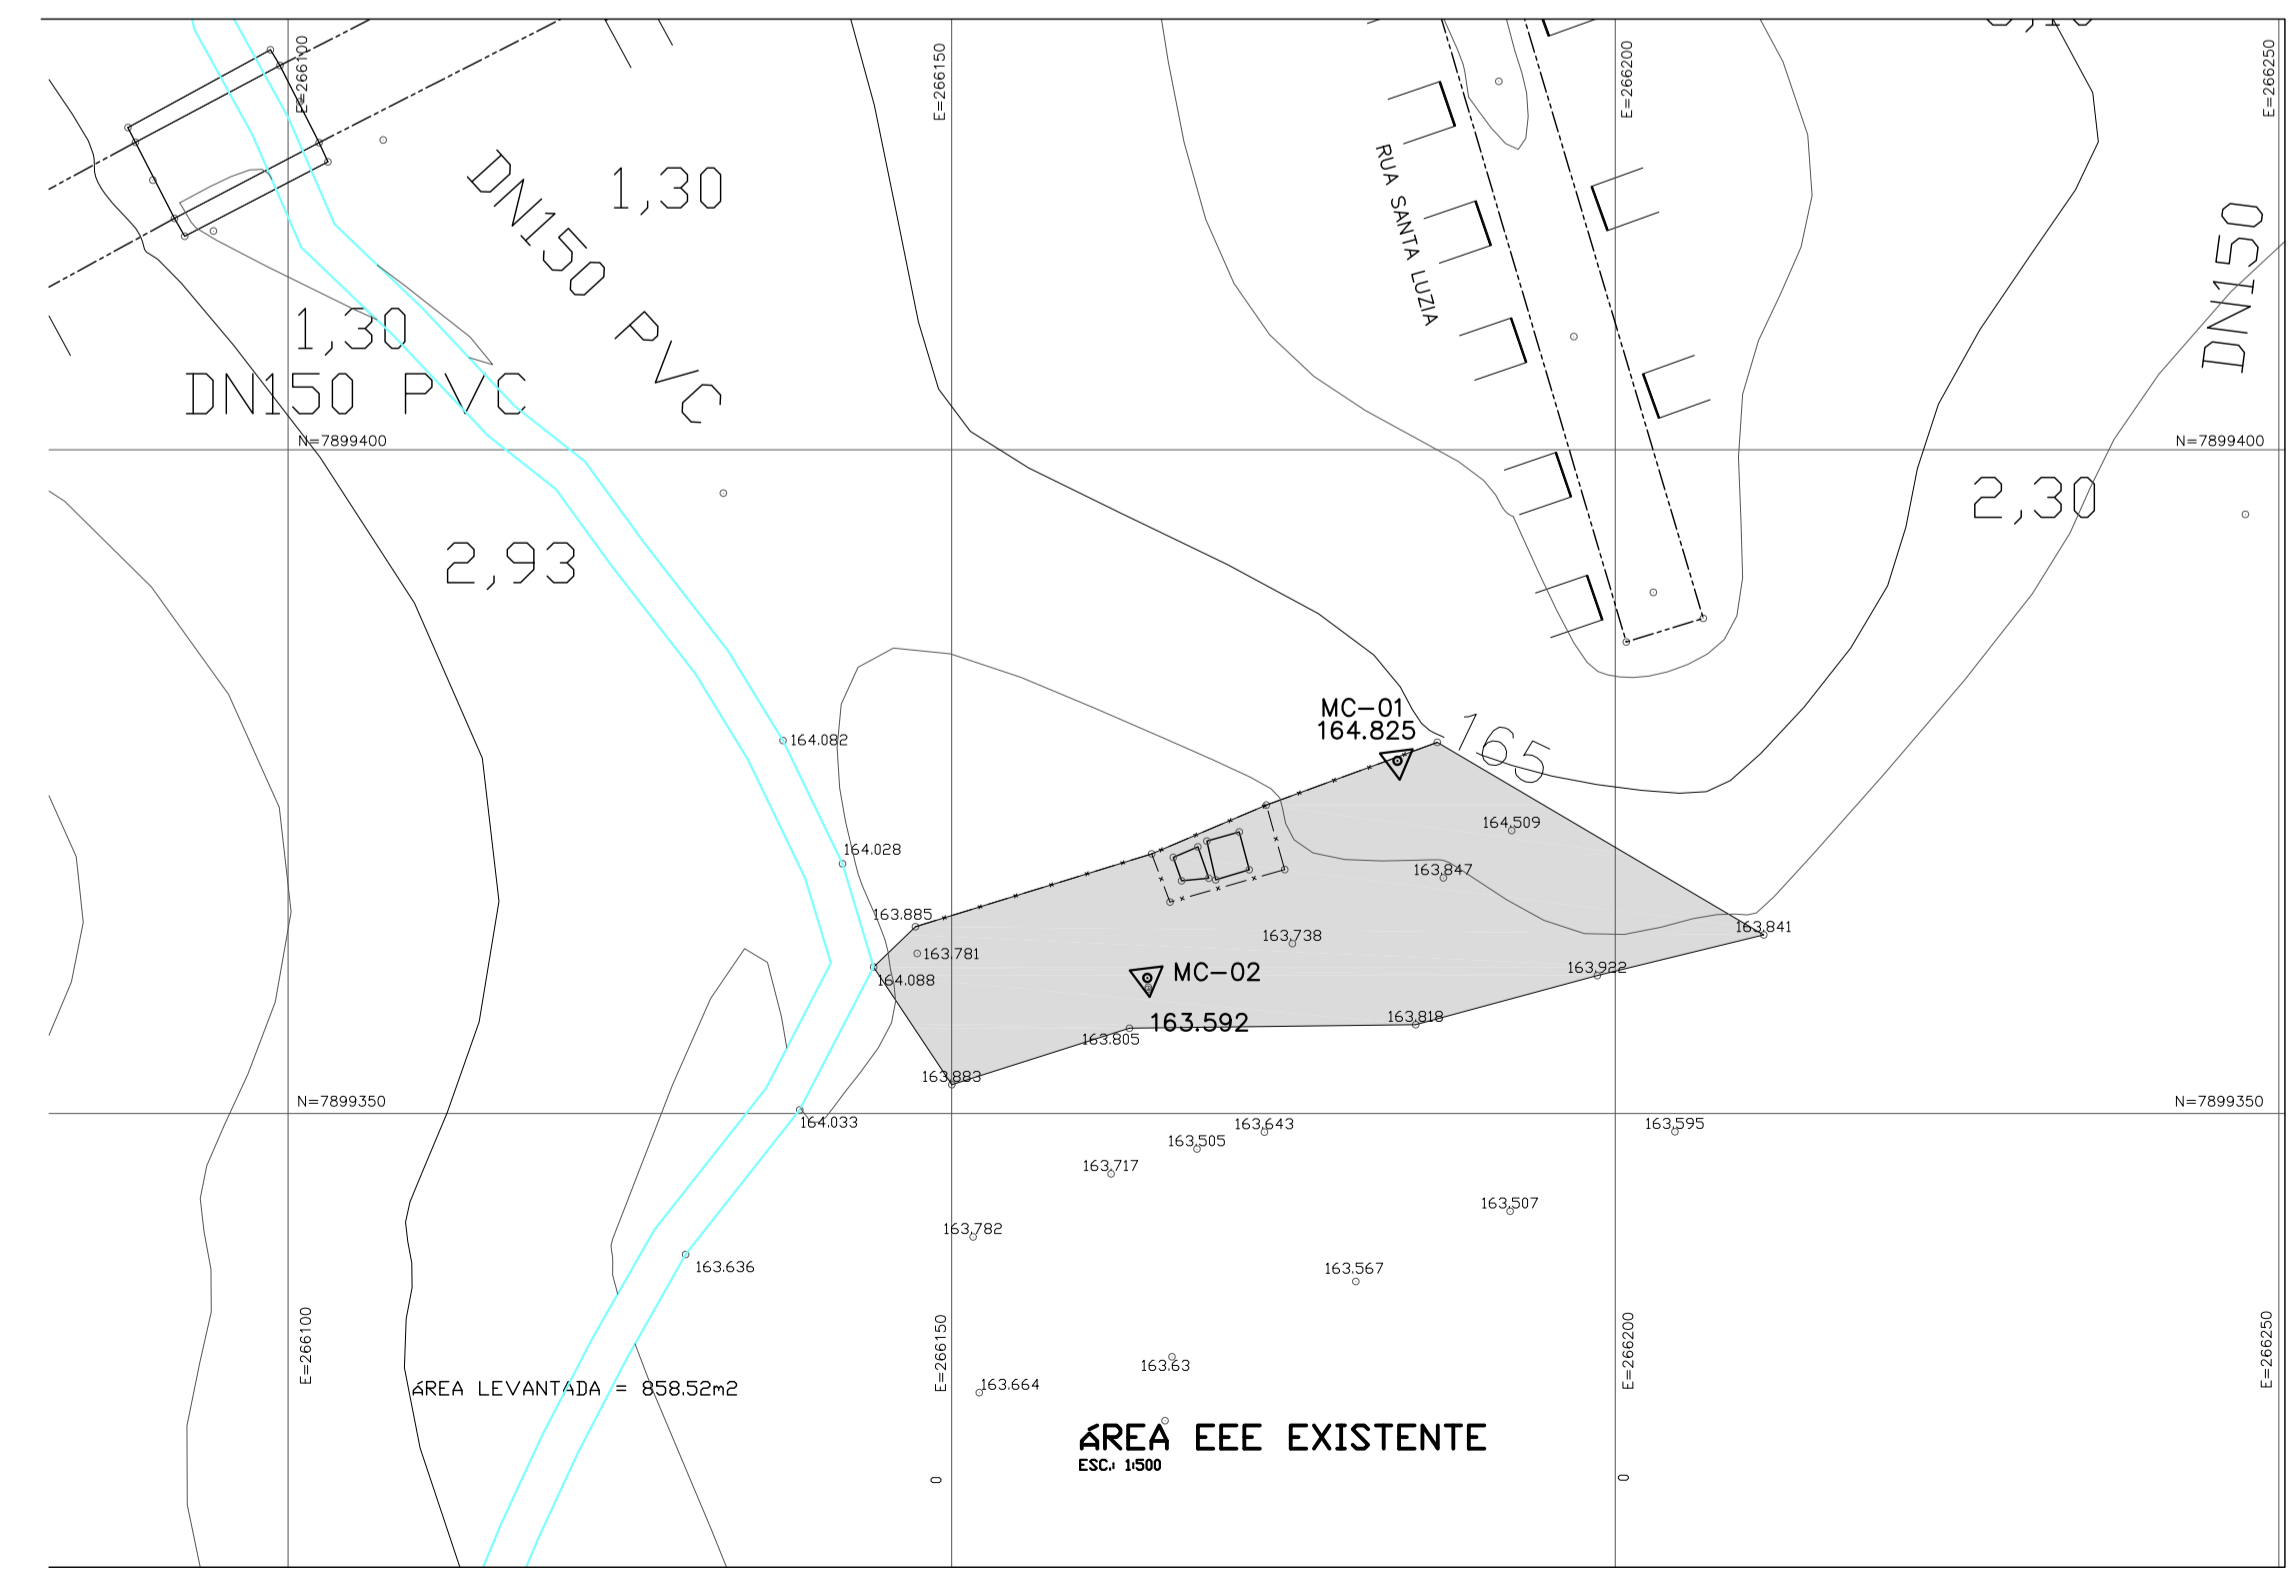 E=266100
E=266150
E=266200
E=266250
1,30
DN150 PVC
RUA SANTA LUZIA
DN150
1,30
DN150 PVC
N=7899400
N=7899400
2,30
2,93
MC-01
164.825
165
164.082
164.509
164.028
163.847
163.885
163.841
163.738
163.781
163.922
164.088
MC-02
163.592
163.818
163.805
163.883
N=7899350
N=7899350
164.033
163.643
163.595
163.505
163.717
163.507
163.782
163.636
163.567
E=266100
E=266150
E=266200
E=266250
163.63
163.664
áREA LEVANTADA = 858.52m2
áREA EEE EXISTENTE
ESC.: 1:500
0
0